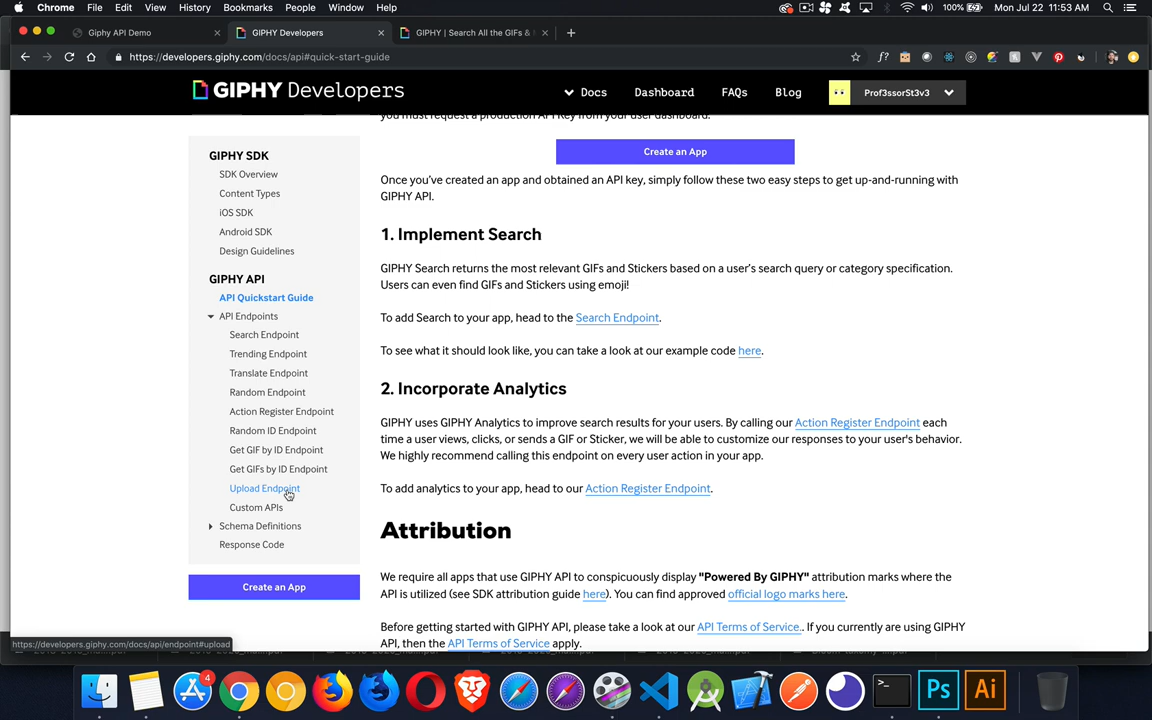 Chrome File Edit View History Bookmarks People Window Help
100% Mon Jul 22 11:53 AM
Giphy API Demo
GIPHY Developers
GIPHY | Search All the GIFs &
https://developers.giphy.com/docs/api#quick-start-guide
GIPHY Developers
Docs Dashboard FAQs Blog Prof3ssorSt3v3
you must request a production API Key from your user dashboard.
Create an App
Once you've created an app and obtained an API key, simply follow these two easy steps to get up-and-running with
GIPHY API.
1. Implement Search
GIPHY Search returns the most relevant GIFs and Stickers based on a user's search query or category specification.
Users can even find GIFs and Stickers using emoji!
To add Search to your app, head to the Search Endpoint.
To see what it should look like, you can take a look at our example code here.
2. Incorporate Analytics
GIPHY uses GIPHY Analytics to improve search results for your users. By calling our Action Register Endpoint each
time a user views, clicks, or sends a GIF or Sticker, we will be able to customize our responses to your user's behavior.
We highly recommend calling this endpoint on every user action in your app.
To add analytics to your app, head to our Action Register Endpoint.
Attribution
We require all apps that use GIPHY API to conspicuously display "Powered By GIPHY" attribution marks where the
API is utilized (see SDK attribution guide here). You can find approved official logo marks here.
Before getting started with GIPHY API, please take a look at our API Terms of Service.. If you currently are using GIPHY
API, then the API Terms of Service apply.
GIPHY SDK
SDK Overview
Content Types
iOS SDK
Android SDK
Design Guidelines
GIPHY API
API Quickstart Guide
API Endpoints
Search Endpoint
Trending Endpoint
Translate Endpoint
Random Endpoint
Action Register Endpoint
Random ID Endpoint
Get GIF by ID Endpoint
Get GIFs by ID Endpoint
Upload Endpoint
Custom APIs
Schema Definitions
Response Code
Create an App
https://developers.giphy.com/docs/api/endpoint#upload
4
Ps
Ai